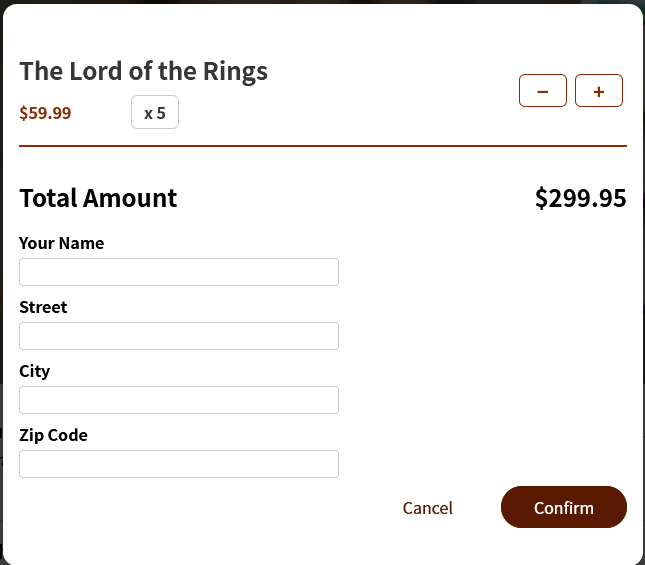 The Lord of the Rings
$59.99 x 5 − +
Total Amount $299.95
Your Name
Street
City
Zip Code
Cancel Confirm